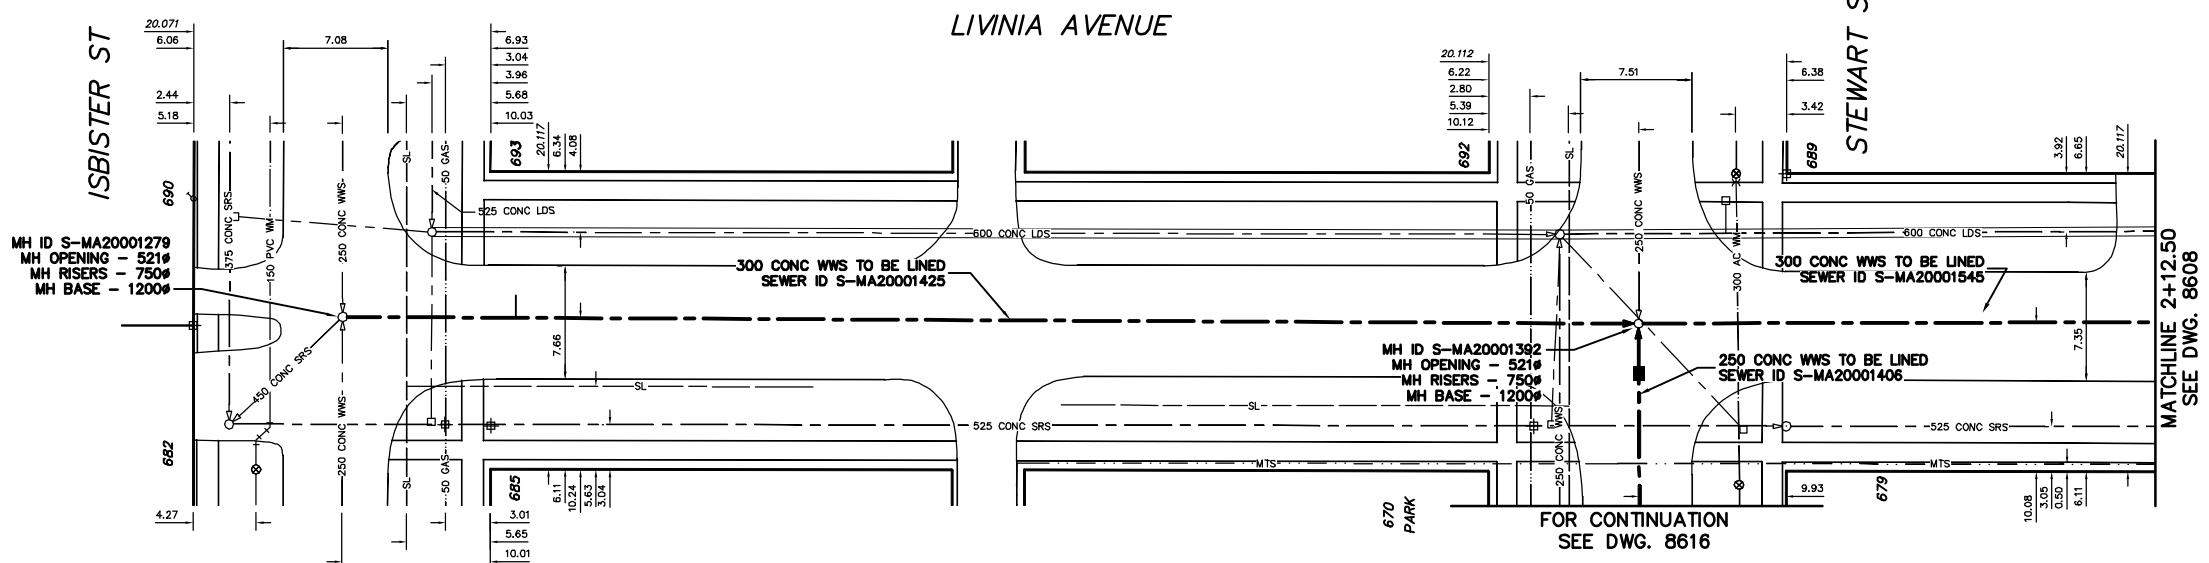 LIVINIA AVENUE
ISBISTER ST
STEWART S
20.071
6.06
7.08
6.93
3.04
3.96
5.68
10.03
2.44
5.18
20.112
6.22
2.80
5.39
10.12
7.51
6.38
3.42
690
693
20.117
6.34
4.08
692
689
3.92
6.65
20.117
375 CONC SRS
150 PVC WM
250 CONC WWS
SL
50 GAS
525 CONC LDS
600 CONC LDS
50 GAS
SL
250 CONC WWS
300 AC WM
600 CONC LDS
MH ID S-MA20001279
MH OPENING - 521ø
MH RISERS - 750ø
MH BASE - 1200ø
300 CONC WWS TO BE LINED
SEWER ID S-MA20001425
300 CONC WWS TO BE LINED
SEWER ID S-MA20001545
MATCHLINE 2+12.50
SEE DWG. 8608
7.66
7.35
450 CONC SRS
MH ID S-MA20001392
MH OPENING - 521ø
MH RISERS - 750ø
MH BASE - 1200ø
250 CONC WWS TO BE LINED
SEWER ID S-MA20001406
SL
SL
525 CONC SRS
525 CONC SRS
250 CONC WWS
SL
50 GAS
250 CONC WWS
MTS
MTS
682
685
6.11
10.24
5.63
3.04
670
PARK
679
9.93
10.08
3.05
0.50
6.11
4.27
3.01
5.65
10.01
FOR CONTINUATION
SEE DWG. 8616